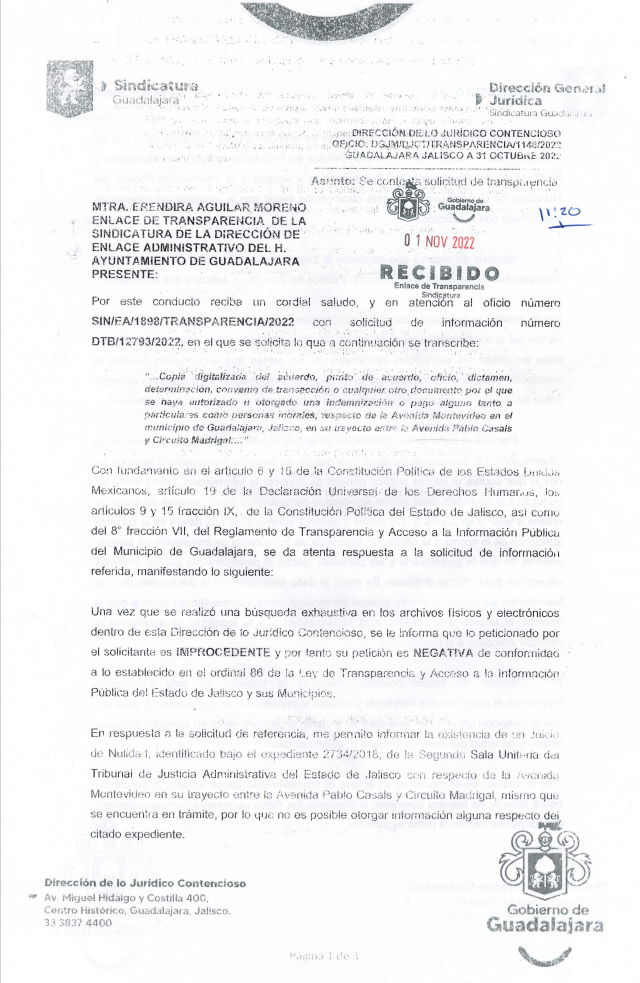 Sindicatura
Guadalajara
Dirección General
Jurídica
Sindicatura Guadalajara
DIRECCIÓN DE LO JURÍDICO CONTENCIOSO
OFICIO: DGJM/DJCT/TRANSPARENCIA/1148/2022
GUADALAJARA JALISCO A 31 OCTUBRE 2022
Asunto: Se contesta solicitud de transparencia
MTRA. ERENDIRA AGUILAR MORENO
ENLACE DE TRANSPARENCIA DE LA
SINDICATURA DE LA DIRECCIÓN DE
ENLACE ADMINISTRATIVO DEL H.
AYUNTAMIENTO DE GUADALAJARA
PRESENTE:
Gobierno de
Guadalajara
11:20
01 NOV 2022
RECIBIDO
Enlace de Transparencia
Sindicatura
Por este conducto reciba un cordial saludo, y en atención al oficio número
SIN/EA/1898/TRANSPARENCIA/2022 con solicitud de información número
DTB/12793/2022, en el que se solicita lo que a continuación se transcribe:
"...Copia digitalizada del acuerdo, punto de acuerdo, oficio, dictamen,
determinación, convenio de transacción o cualquier otro documento por el que
se haya autorizado u otorgado una indemnización o pago alguno tanto a
particulares como personas morales, respecto de la Avenida Montevideo en el
municipio de Guadalajara, Jalisco, en su trayecto entre la Avenida Pablo Casals
y Circuito Madrigal...."
Con fundamento en el artículo 6 y 16 de la Constitución Política de los Estados Unidos
Mexicanos, artículo 19 de la Declaración Universal de los Derechos Humanos, los
artículos 9 y 15 fracción IX, de la Constitución Política del Estado de Jalisco, así como
del 8° fracción VII, del Reglamento de Transparencia y Acceso a la Información Pública
del Municipio de Guadalajara, se da atenta respuesta a la solicitud de información
referida, manifestando lo siguiente:
Una vez que se realizó una búsqueda exhaustiva en los archivos físicos y electrónicos
dentro de esta Dirección de lo Jurídico Contencioso, se le informa que lo peticionado por
el solicitante es IMPROCEDENTE y por tanto su petición es NEGATIVA de conformidad
a lo establecido en el ordinal 86 de la Ley de Transparencia y Acceso a la información
Pública del Estado de Jalisco y sus Municipios.
En respuesta a la solicitud de referencia, me permito informar la existencia de un Juicio
de Nulidad, identificado bajo el expediente 2734/2018, de la Segunda Sala Unitaria del
Tribunal de Justicia Administrativa del Estado de Jalisco con respecto de la Avenida
Montevideo en su trayecto entre la Avenida Pablo Casals y Circuito Madrigal, mismo que
se encuentra en trámite, por lo que no es posible otorgar información alguna respecto del
citado expediente.
Dirección de lo Jurídico Contencioso
Av. Miguel Hidalgo y Costilla 400,
Centro Histórico, Guadalajara, Jalisco.
33 3837 4400
Gobierno de
Guadalajara
Página 1 de 3